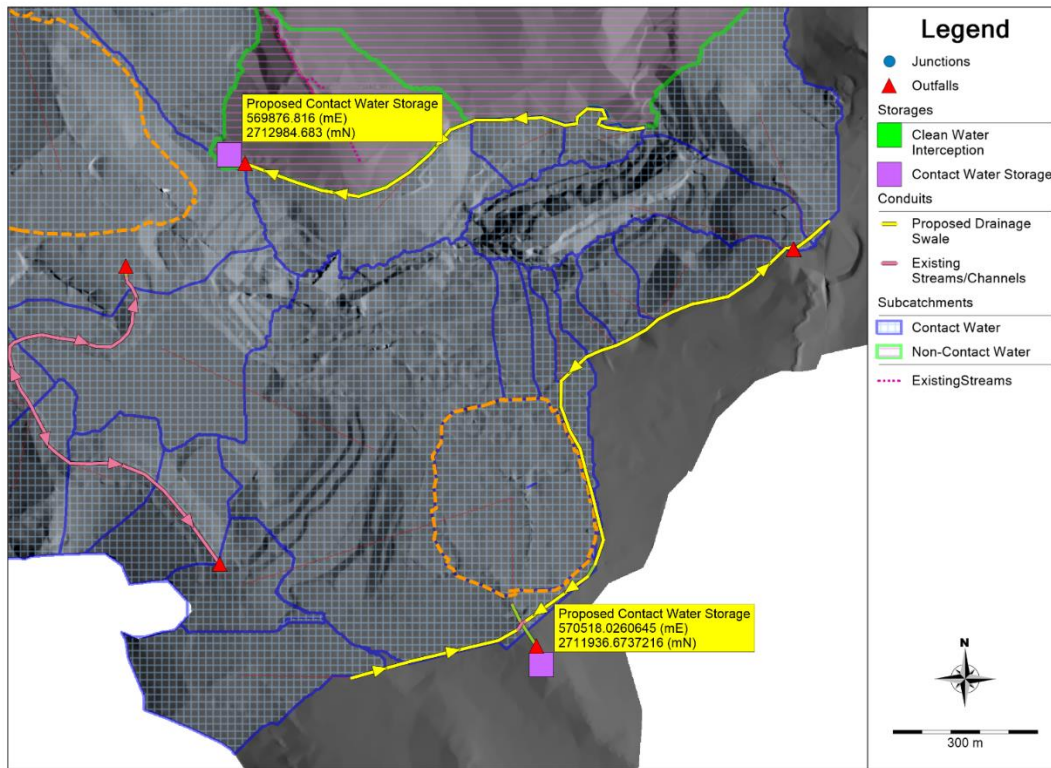 Proposed Contact Water Storage
569876.816 (mE)
2712984.683 (mN)
Proposed Contact Water Storage
570518.0260645 (mE)
2711936.6737216 (mN)
Legend
Junctions
Outfalls
Storages
Clean Water
Interception
Contact Water Storage
Conduits
Proposed Drainage
Swale
Existing
Streams/Channels
Subcatchments
Contact Water
Non-Contact Water
ExistingStreams
N
300 m